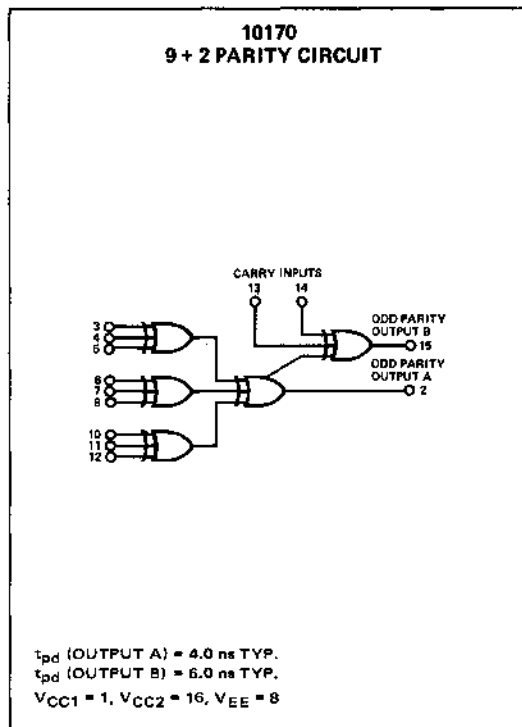 10170
9 + 2 PARITY CIRCUIT
CARRY INPUTS
13 14
3
4
5
ODD PARITY
OUTPUT B
15
ODD PARITY
OUTPUT A
2
6
7
10
11
12
tpd (OUTPUT A) = 4.0 ns TYP.
tpd (OUTPUT B) = 6.0 ns TYP.
VCC1 = 1, VCC2 = 16, VEE = 8